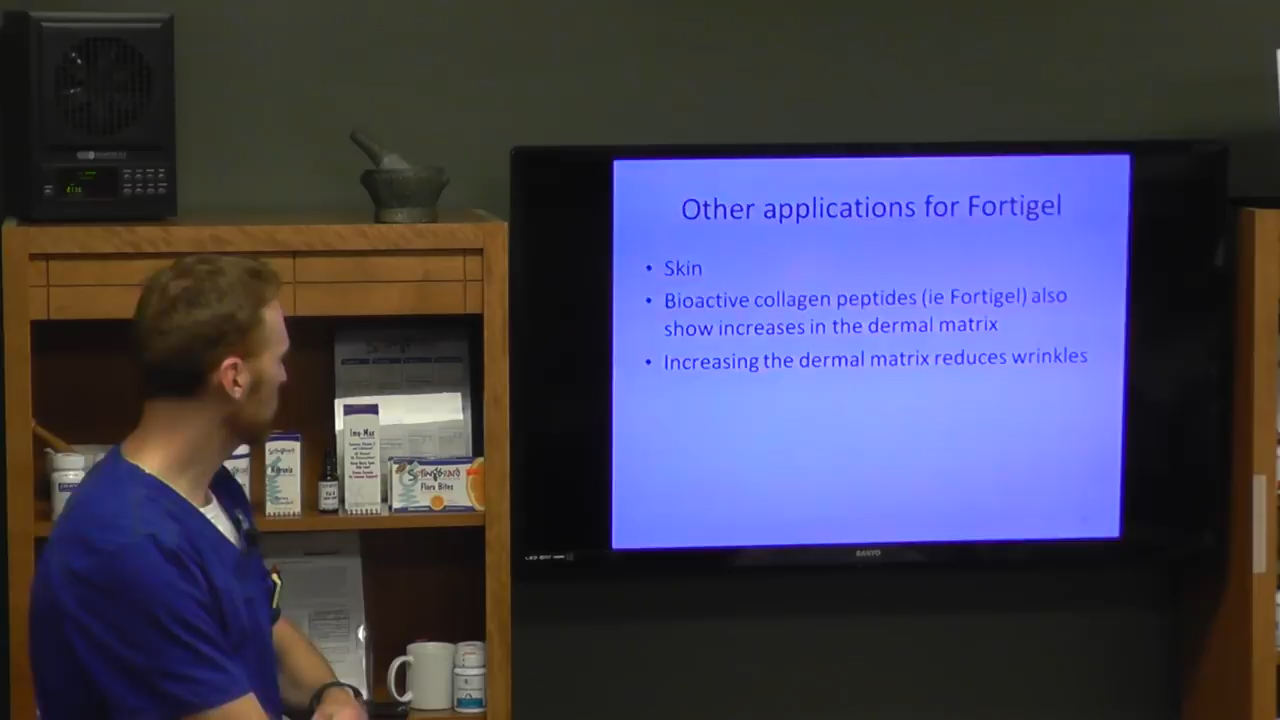 Other applications for Fortigel
• Skin
• Bioactive collagen peptides (ie Fortigel) also
show increases in the dermal matrix
• Increasing the dermal matrix reduces wrinkles
SANYO
Imu-Max
Flora Bites